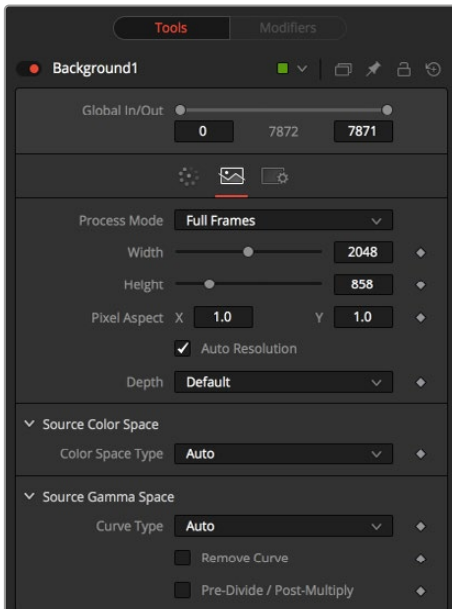 Tools Modifiers
Background1
Global In/Out
0 7872 7871
Process Mode Full Frames
Width 2048
Height 858
Pixel Aspect X 1.0 Y 1.0
Auto Resolution
Depth Default
Source Color Space
Color Space Type Auto
Source Gamma Space
Curve Type Auto
Remove Curve
Pre-Divide / Post-Multiply